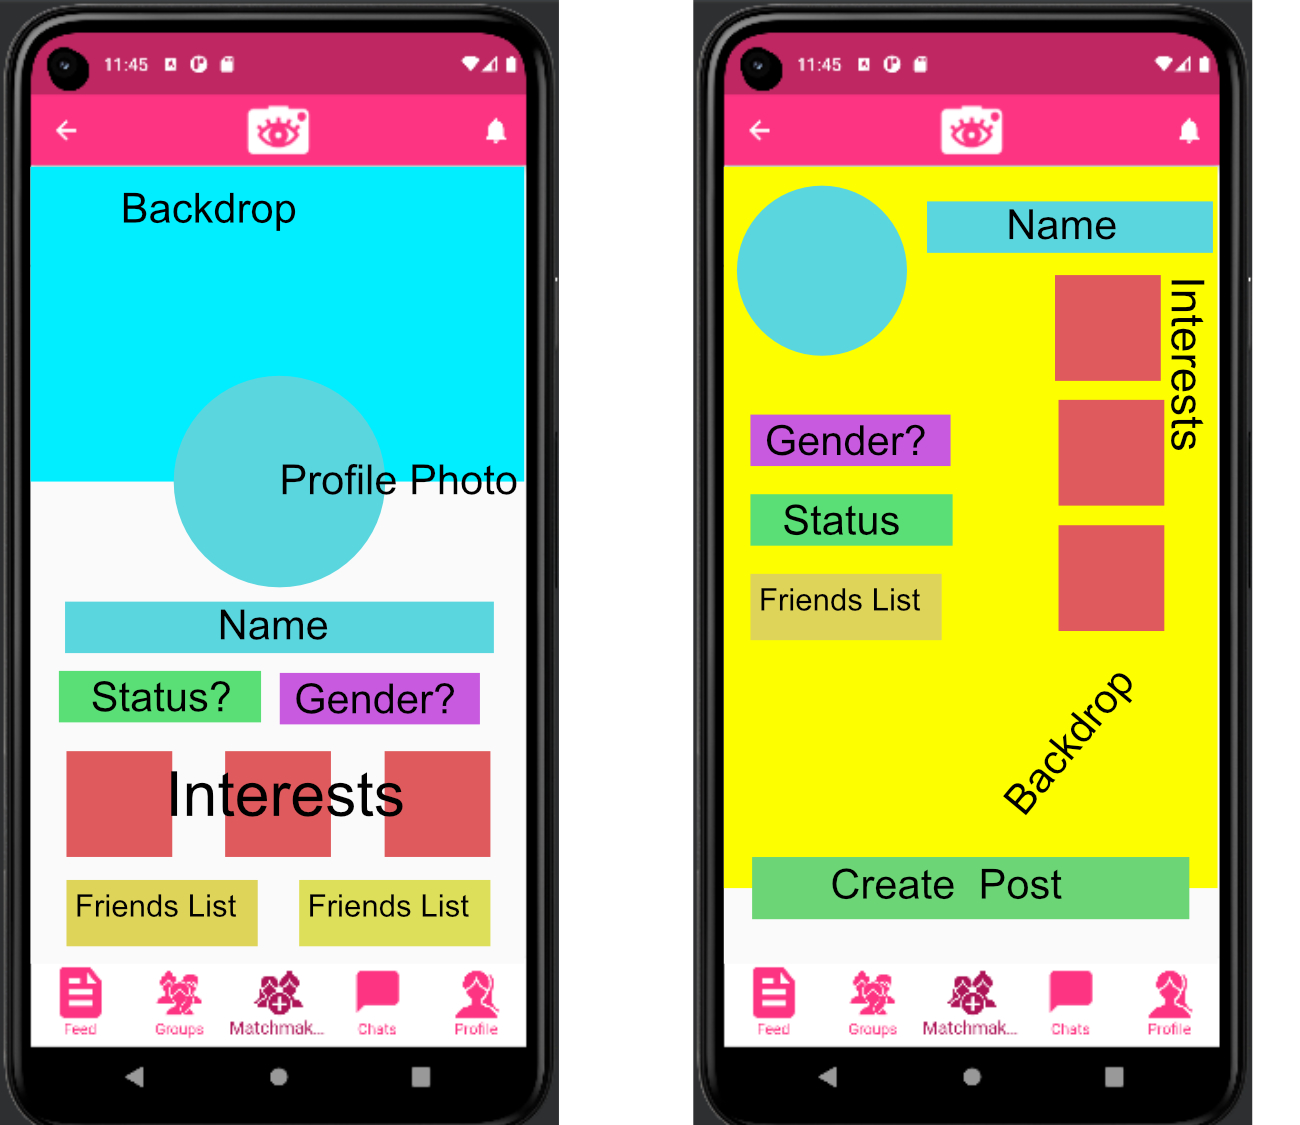 11:45
Backdrop
Profile Photo
Name
Status?
Gender?
Interests
Friends List
Friends List
Feed
Groups
Matchmak...
Chats
Profile
11:45
Name
Interests
Gender?
Status
Friends List
Backdrop
Create Post
Feed
Groups
Matchmak...
Chats
Profile